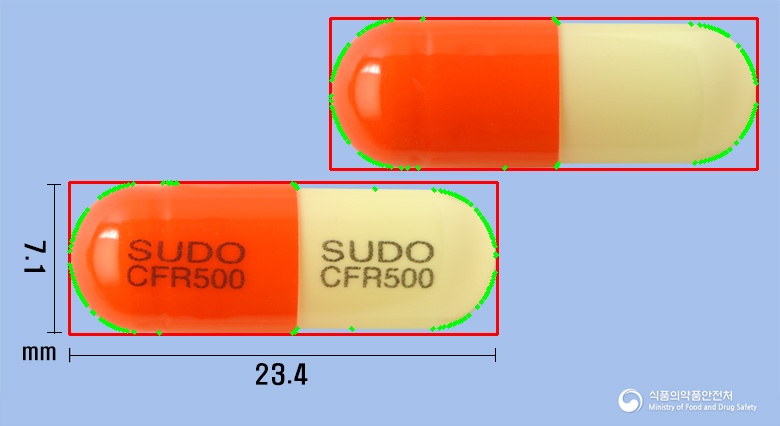 SUDO
CFR500
SUDO
CFR500
7.1
mm
23.4
식품의약품안전처
Ministry of Food and Drug Safety